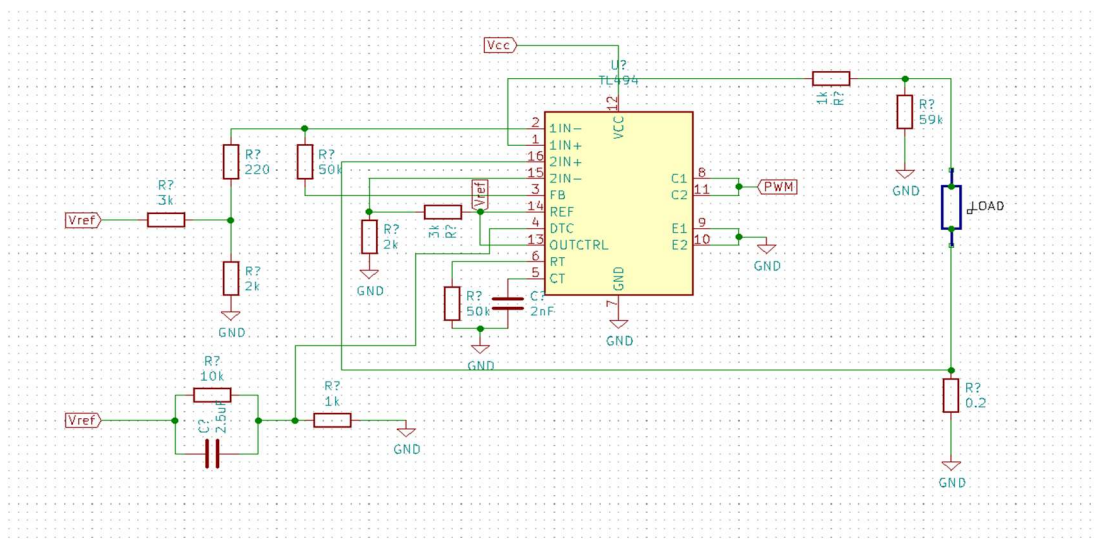 Vcc
U?
TL494
1k
R?
R?
59k
GND
12
VCC
2
1IN-
1
1IN+
16
2IN+
15
2IN-
3
FB
14
REF
4
DTC
13
OUTCTRL
6
RT
5
CT
GND
7
GND
C1
8
C2
11
E1
9
E2
10
PWM
GND
LOAD
R?
220
R?
50k
R?
3k
Vref
R?
2k
GND
Vref
3k
R?
R?
2k
GND
R?
50k
C?
2nF
GND
R?
10k
Vref
C?
2.5uF
R?
1k
GND
R?
0.2
GND